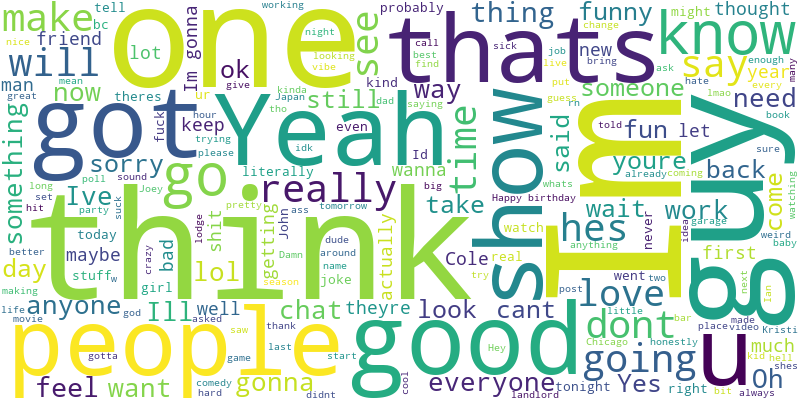 think
one
Im
guy
got
Yeah
thats
people
good
show
know
u
really
go
dont
going
love
hes
will
make
see
say
time
thing
funny
still
way
now
ok
lol
Ive
Ill
sorry
someone
need
year
thought
new
probably
might
change
bring
job
live
best
find
call
sick
looking
vibe
night
working
give
kinda
Japan
ur
Im gonna
lot
bc
tell
friend
nice
mean
man
great
theres
fuck
hour
trying
please
keep
tho
dad
saying
kind
even
idk
Id
wanna
literally
big
pretty
something
long
set
hit
poll
sound
Joey
suck
party
today
maybe
stuff
w
bad
crazy
girl
shit
lodge
getting
John
ass
Damn
tomorrow
dude
around
name
joke
season
actually
take
Cole
real
watch
try
Happy birthday
whats
said
put
guess
rn
lmao
ask
hate
enough
every
many
book
sure
told
fun
let
youre
already
coming
back
wait
work
never
garage
idea
first
come
watching
weird
baby
anything
went
two
post
little
Chicago
honestly
bar
place
made
video
next
Ian
Kristi
much
kid
hell
shes
Oh
always
bit
right
Yes
tonight
landlord
everyone
look
cant
chat
theyre
well
asked
saw
thank
last
start
game
gonna
comedy
hard
didnt
cool
Hey
want
gotta
feel
anyone
god
life
movie
making
better
day